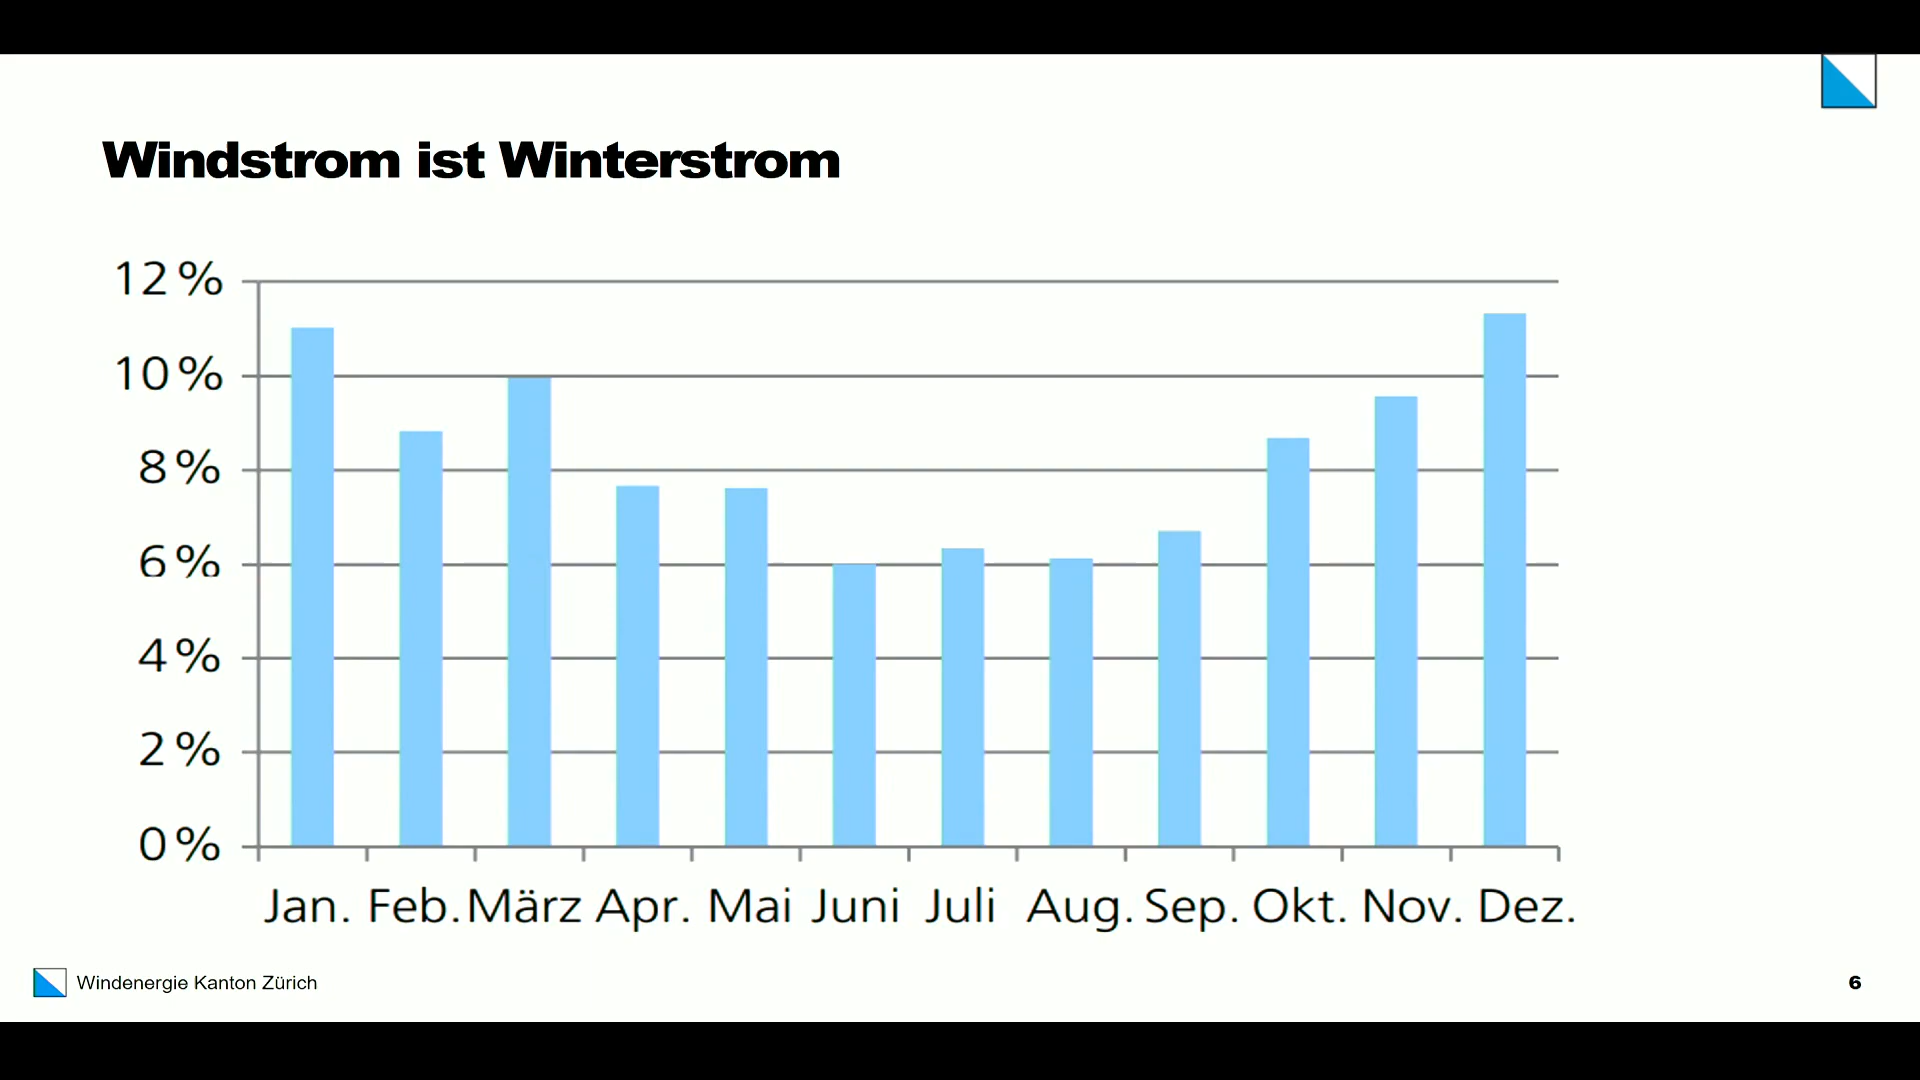 Windstrom ist Winterstrom
12 %
10 %
8 %
6 %
4 %
2 %
0 %
Jan. Feb. März Apr. Mai Juni Juli Aug. Sep. Okt. Nov. Dez.
Windenergie Kanton Zürich
6